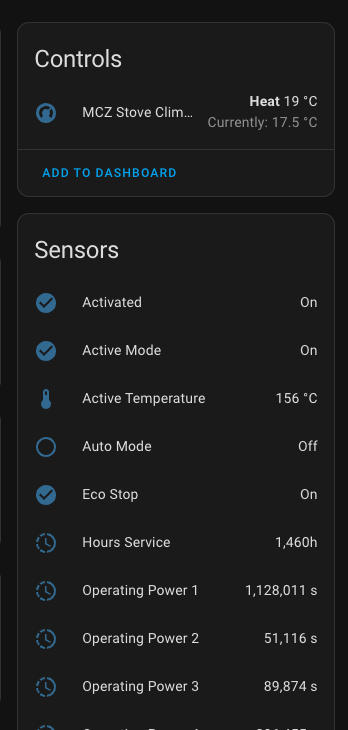 Controls
MCZ Stove Clim... Heat 19 °C
Currently: 17.5 °C
ADD TO DASHBOARD
Sensors
Activated On
Active Mode On
Active Temperature 156 °C
Auto Mode Off
Eco Stop On
Hours Service 1,460h
Operating Power 1 1,128,011 s
Operating Power 2 51,116 s
Operating Power 3 89,874 s